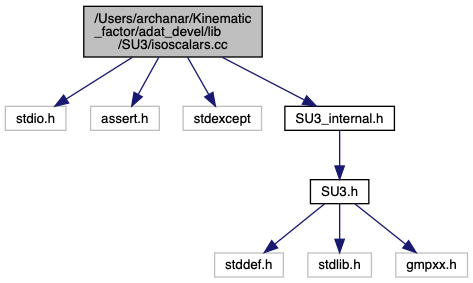 /Users/archanar/Kinematic
_factor/adat_devel/lib
/SU3/isoscalars.cc
stdio.h
assert.h
stdexcept
SU3_internal.h
SU3.h
stddef.h
stdlib.h
gmpxx.h